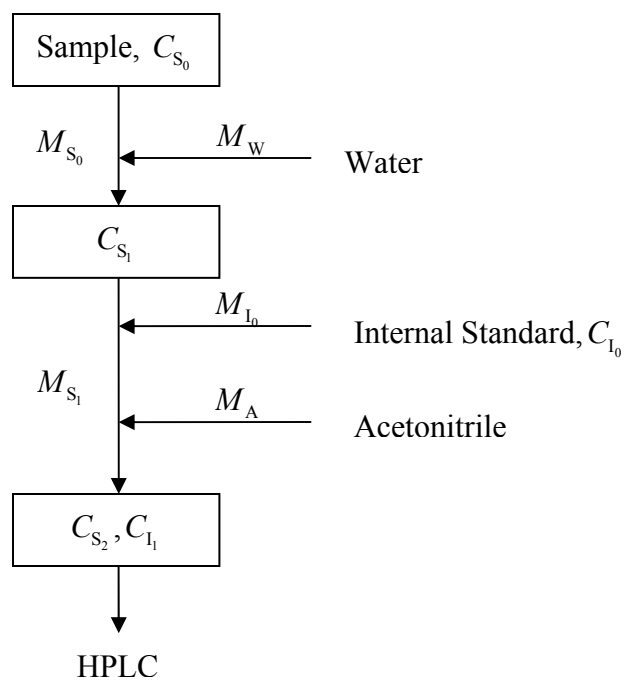 Sample, C_S₀
M_S₀
M_W
Water
C_S₁
M_I₀
Internal Standard, C_I₀
M_S₁
M_A
Acetonitrile
C_S₂, C_I₁
HPLC